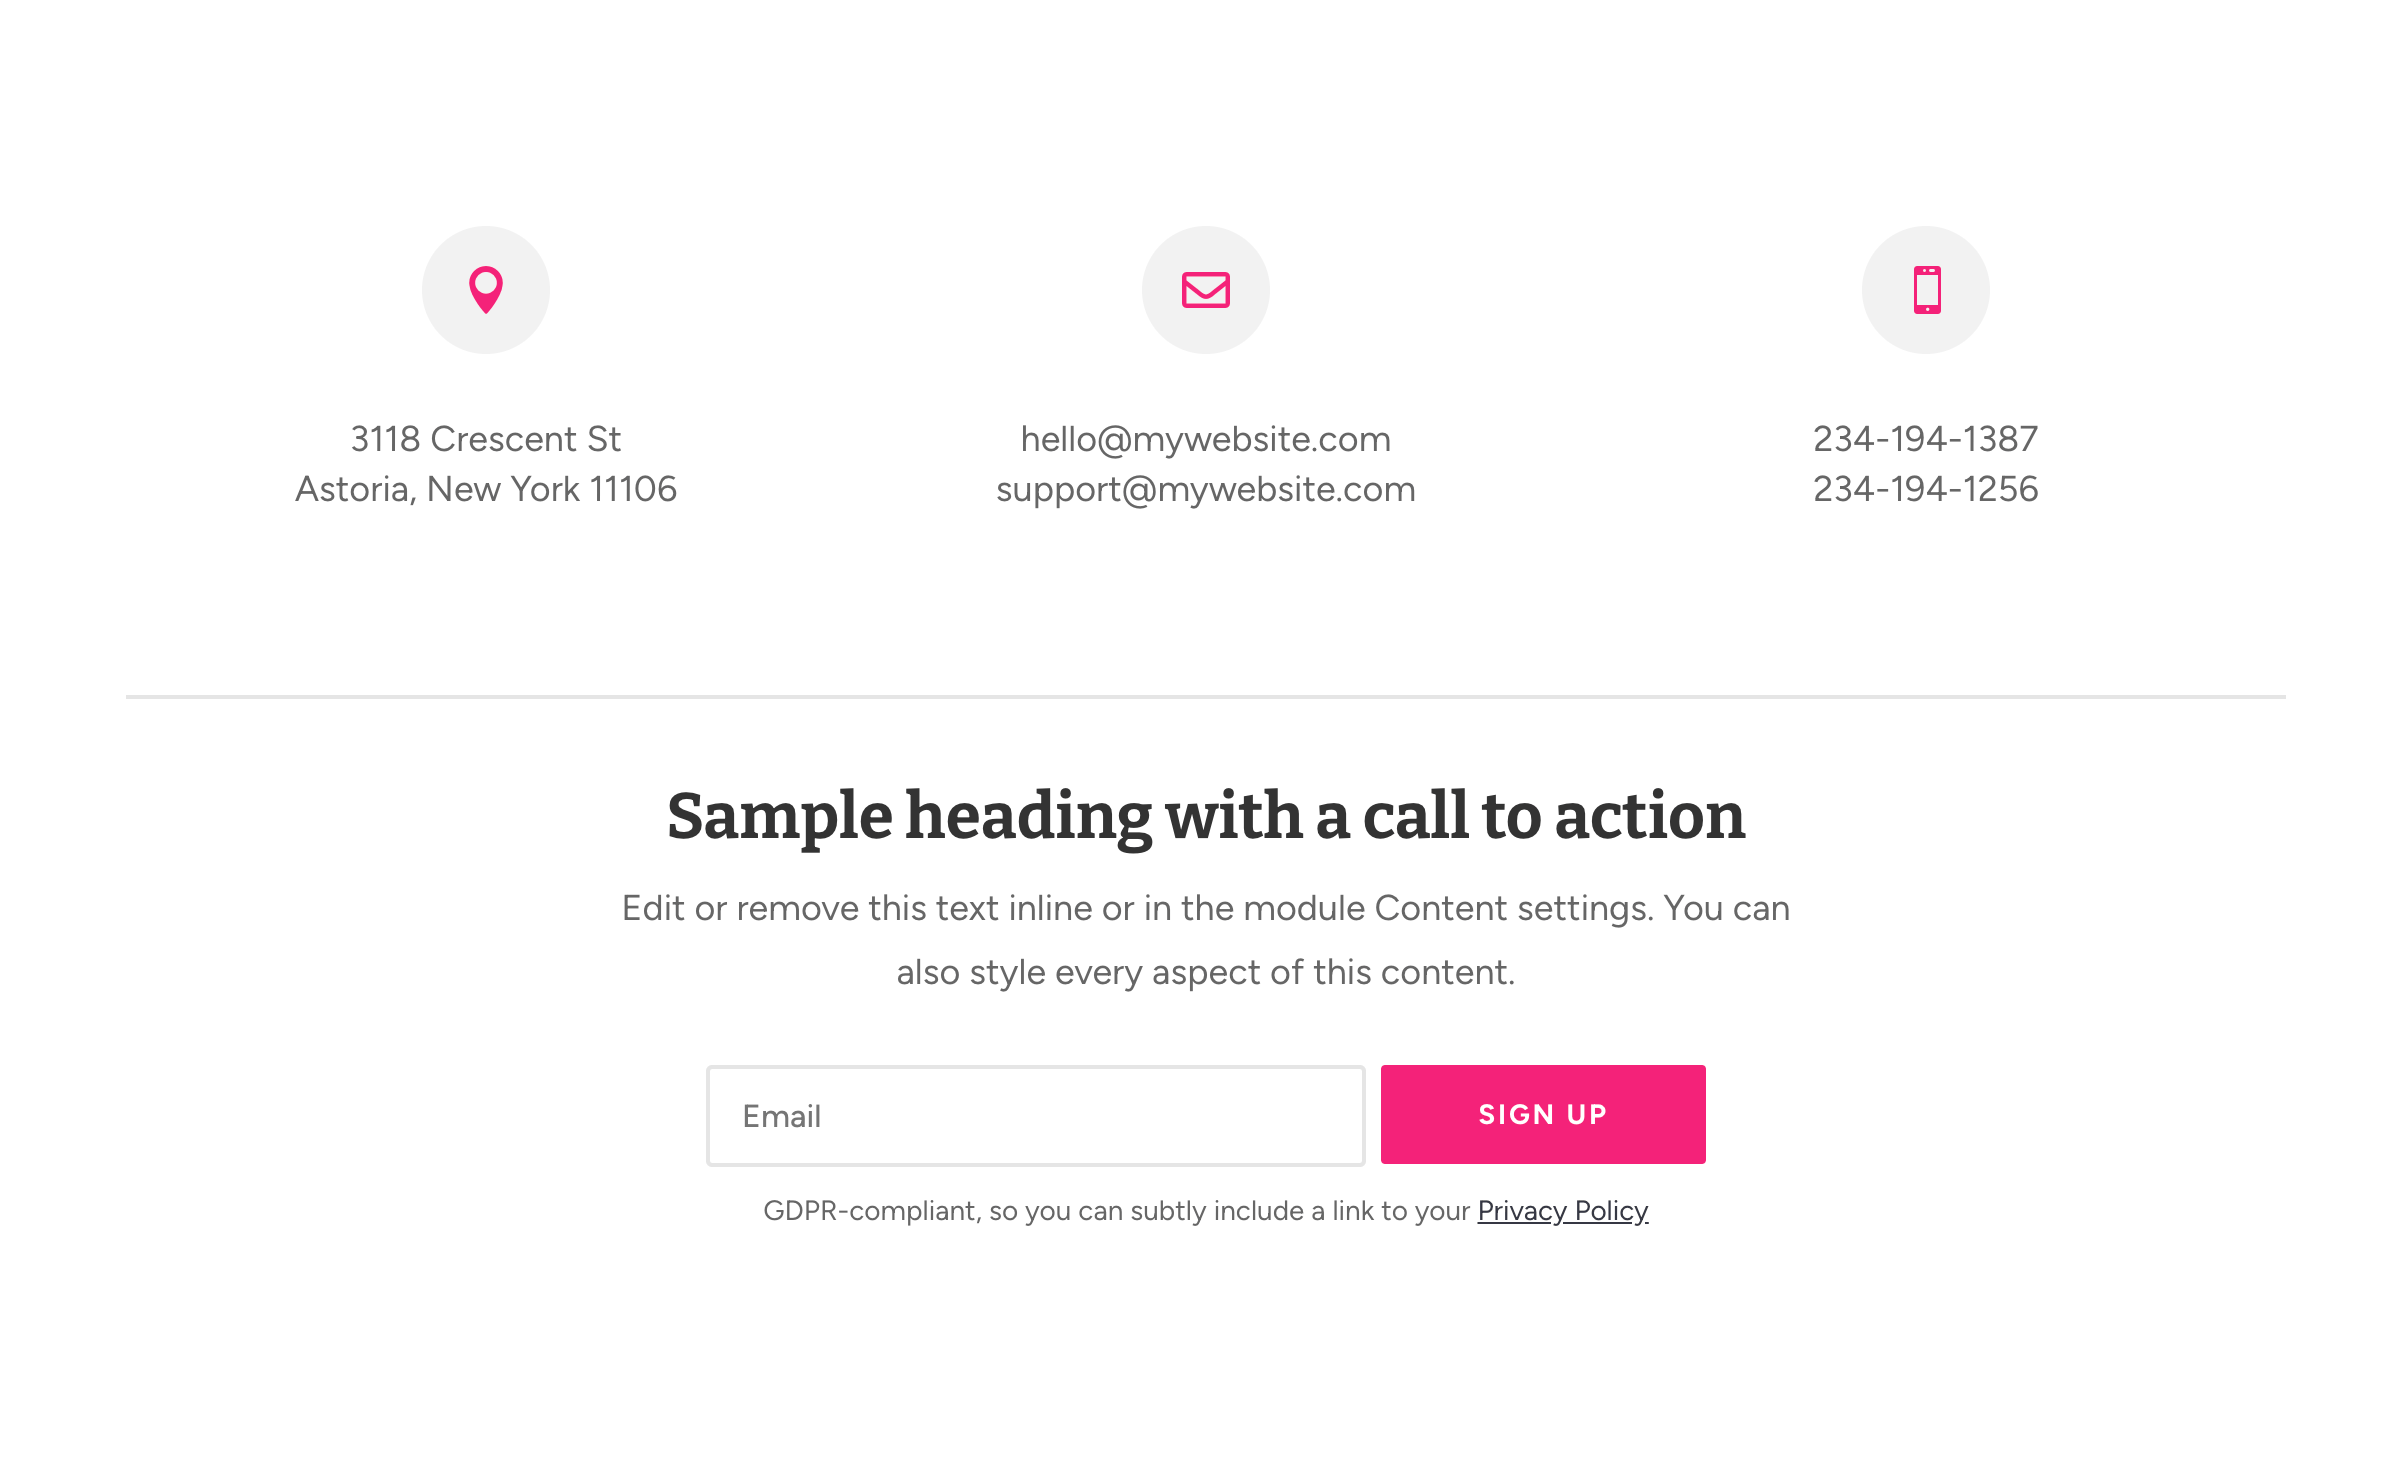 3118 Crescent St
Astoria, New York 11106
hello@mywebsite.com
support@mywebsite.com
234-194-1387
234-194-1256
Sample heading with a call to action
Edit or remove this text inline or in the module Content settings. You can
also style every aspect of this content.
Email
SIGN UP
GDPR-compliant, so you can subtly include a link to your Privacy Policy